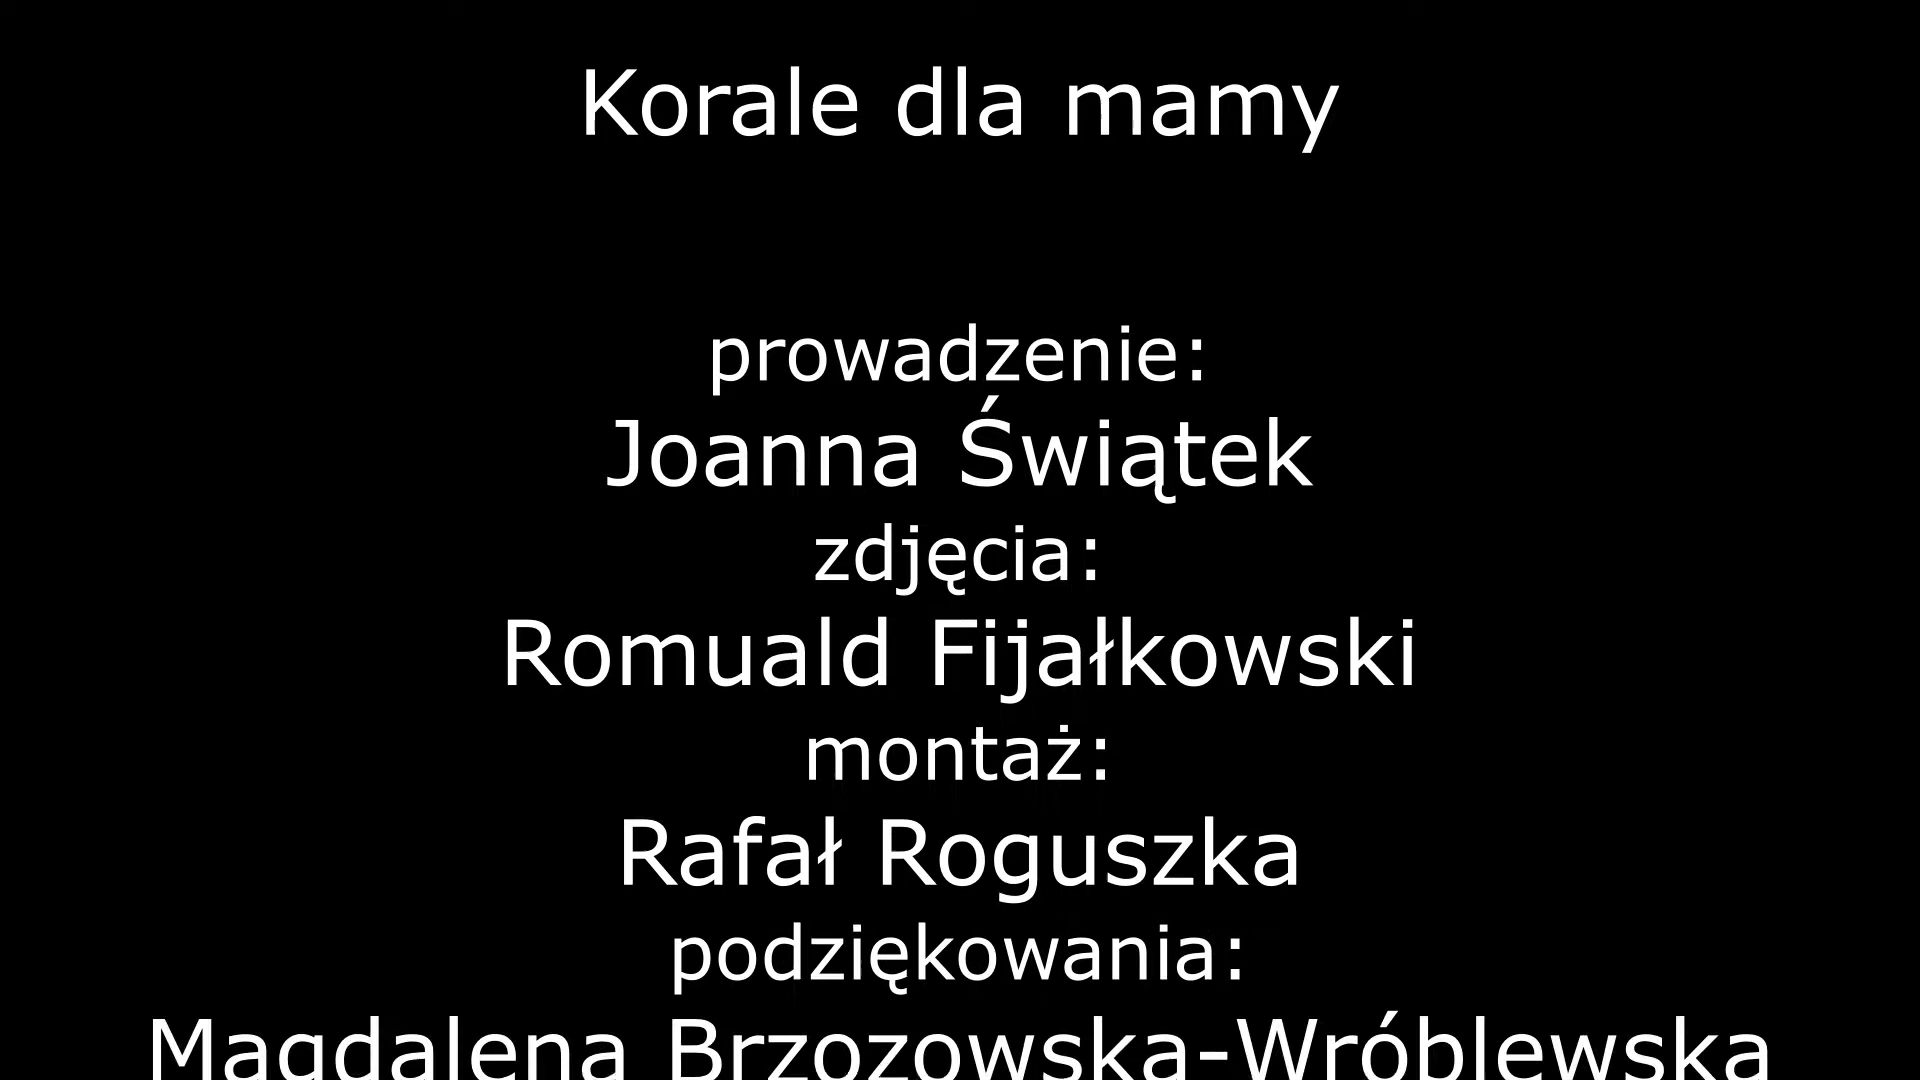 Korale dla mamy
prowadzenie:
Joanna Świątek
zdjęcia:
Romuald Fijałkowski
montaż:
Rafał Roguszka
podziękowania:
Magdalena Brzozowska-Wróblewska